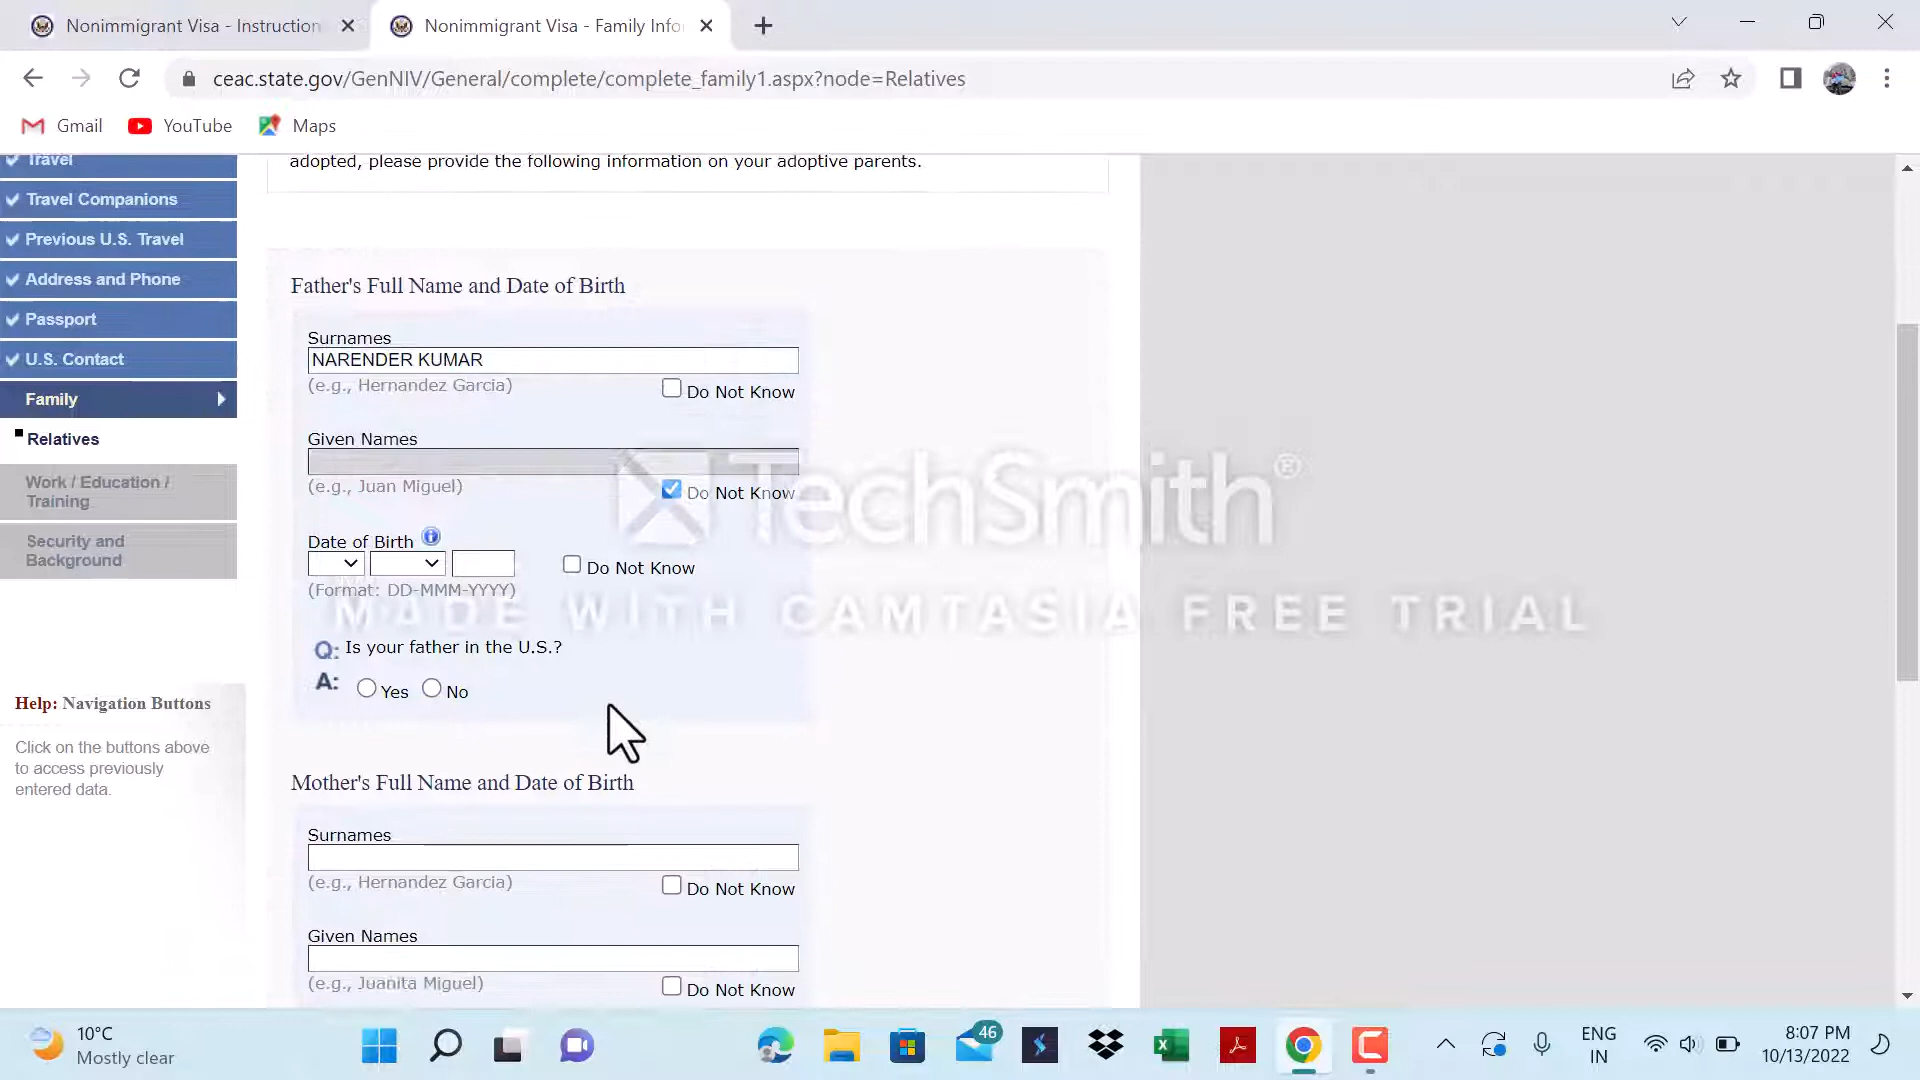 Nonimmigrant Visa - Instruction
Nonimmigrant Visa - Family Info
ceac.state.gov/GenNIV/General/complete/complete_family1.aspx?node=Relatives
Gmail
YouTube
Maps
Travel
Travel Companions
Previous U.S. Travel
Address and Phone
Passport
U.S. Contact
Family
Relatives
Work / Education /
Training
Security and
Background
Help: Navigation Buttons
Click on the buttons above
to access previously
entered data.
adopted, please provide the following information on your adoptive parents.
Father's Full Name and Date of Birth
Surnames
NARENDER KUMAR
(e.g., Hernandez Garcia)
Do Not Know
Given Names
(e.g., Juan Miguel)
Do Not Know
Date of Birth
Do Not Know
(Format: DD-MMM-YYYY)
Q: Is your father in the U.S.?
A: Yes No
Mother's Full Name and Date of Birth
Surnames
(e.g., Hernandez Garcia)
Do Not Know
Given Names
(e.g., Juanita Miguel)
Do Not Know
TechSmith®
MADE WITH CAMTASIA FREE TRIAL
10°C
Mostly clear
46
ENG
IN
8:07 PM
10/13/2022